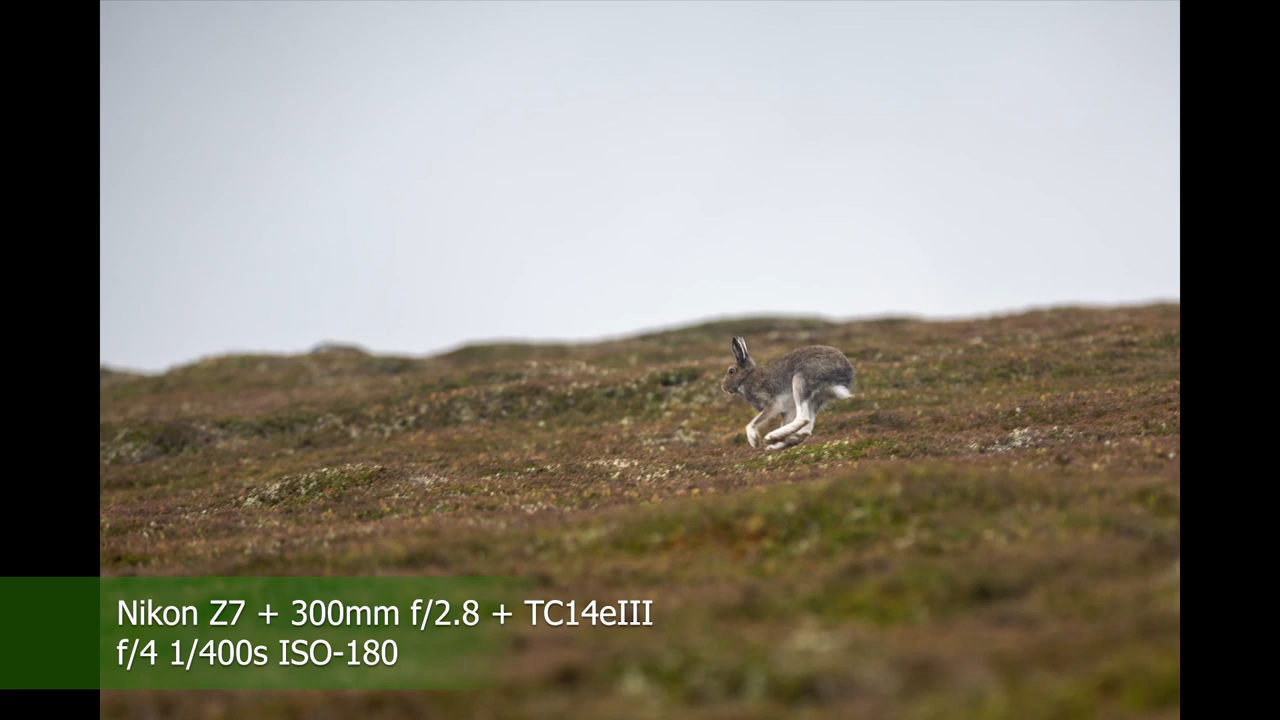 Nikon Z7 + 300mm f/2.8 + TC14eIII
f/4 1/400s ISO-180